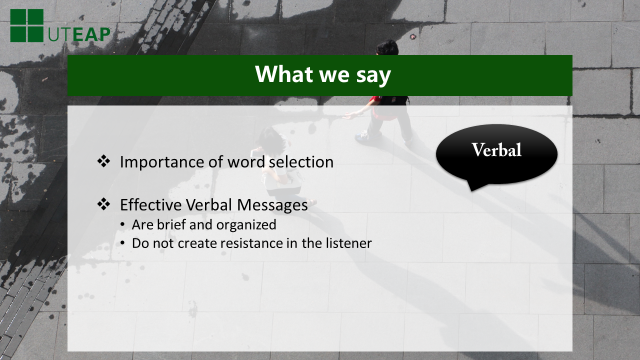 UTEAP
What we say
Verbal
Importance of word selection
Effective Verbal Messages
Are brief and organized
Do not create resistance in the listener